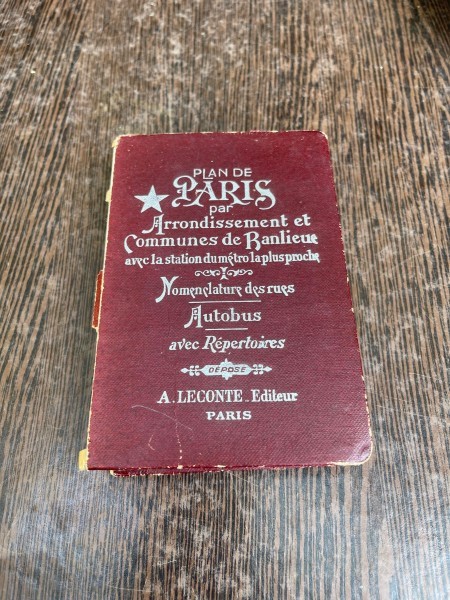 PLAN DE
PARIS
par
Arrondissement et
Communes de Banlieue
avec la station du métro la plus proche
Nomenclature des rues
Autobus
avec Répertoires
DÉPOSÉ
A. LECONTE - Editeur
PARIS